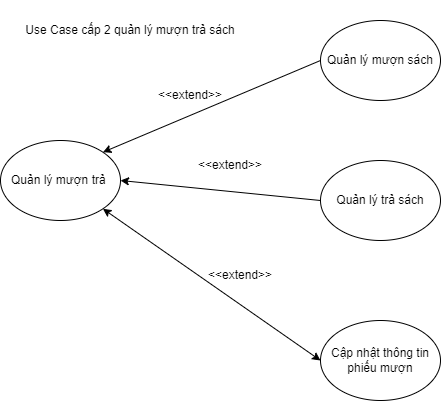 Use Case cấp 2 quản lý mượn trả sách
Quản lý mượn sách
<<extend>>
<<extend>>
Quản lý mượn trả
Quản lý trả sách
<<extend>>
Cập nhật thông tin
phiếu mượn